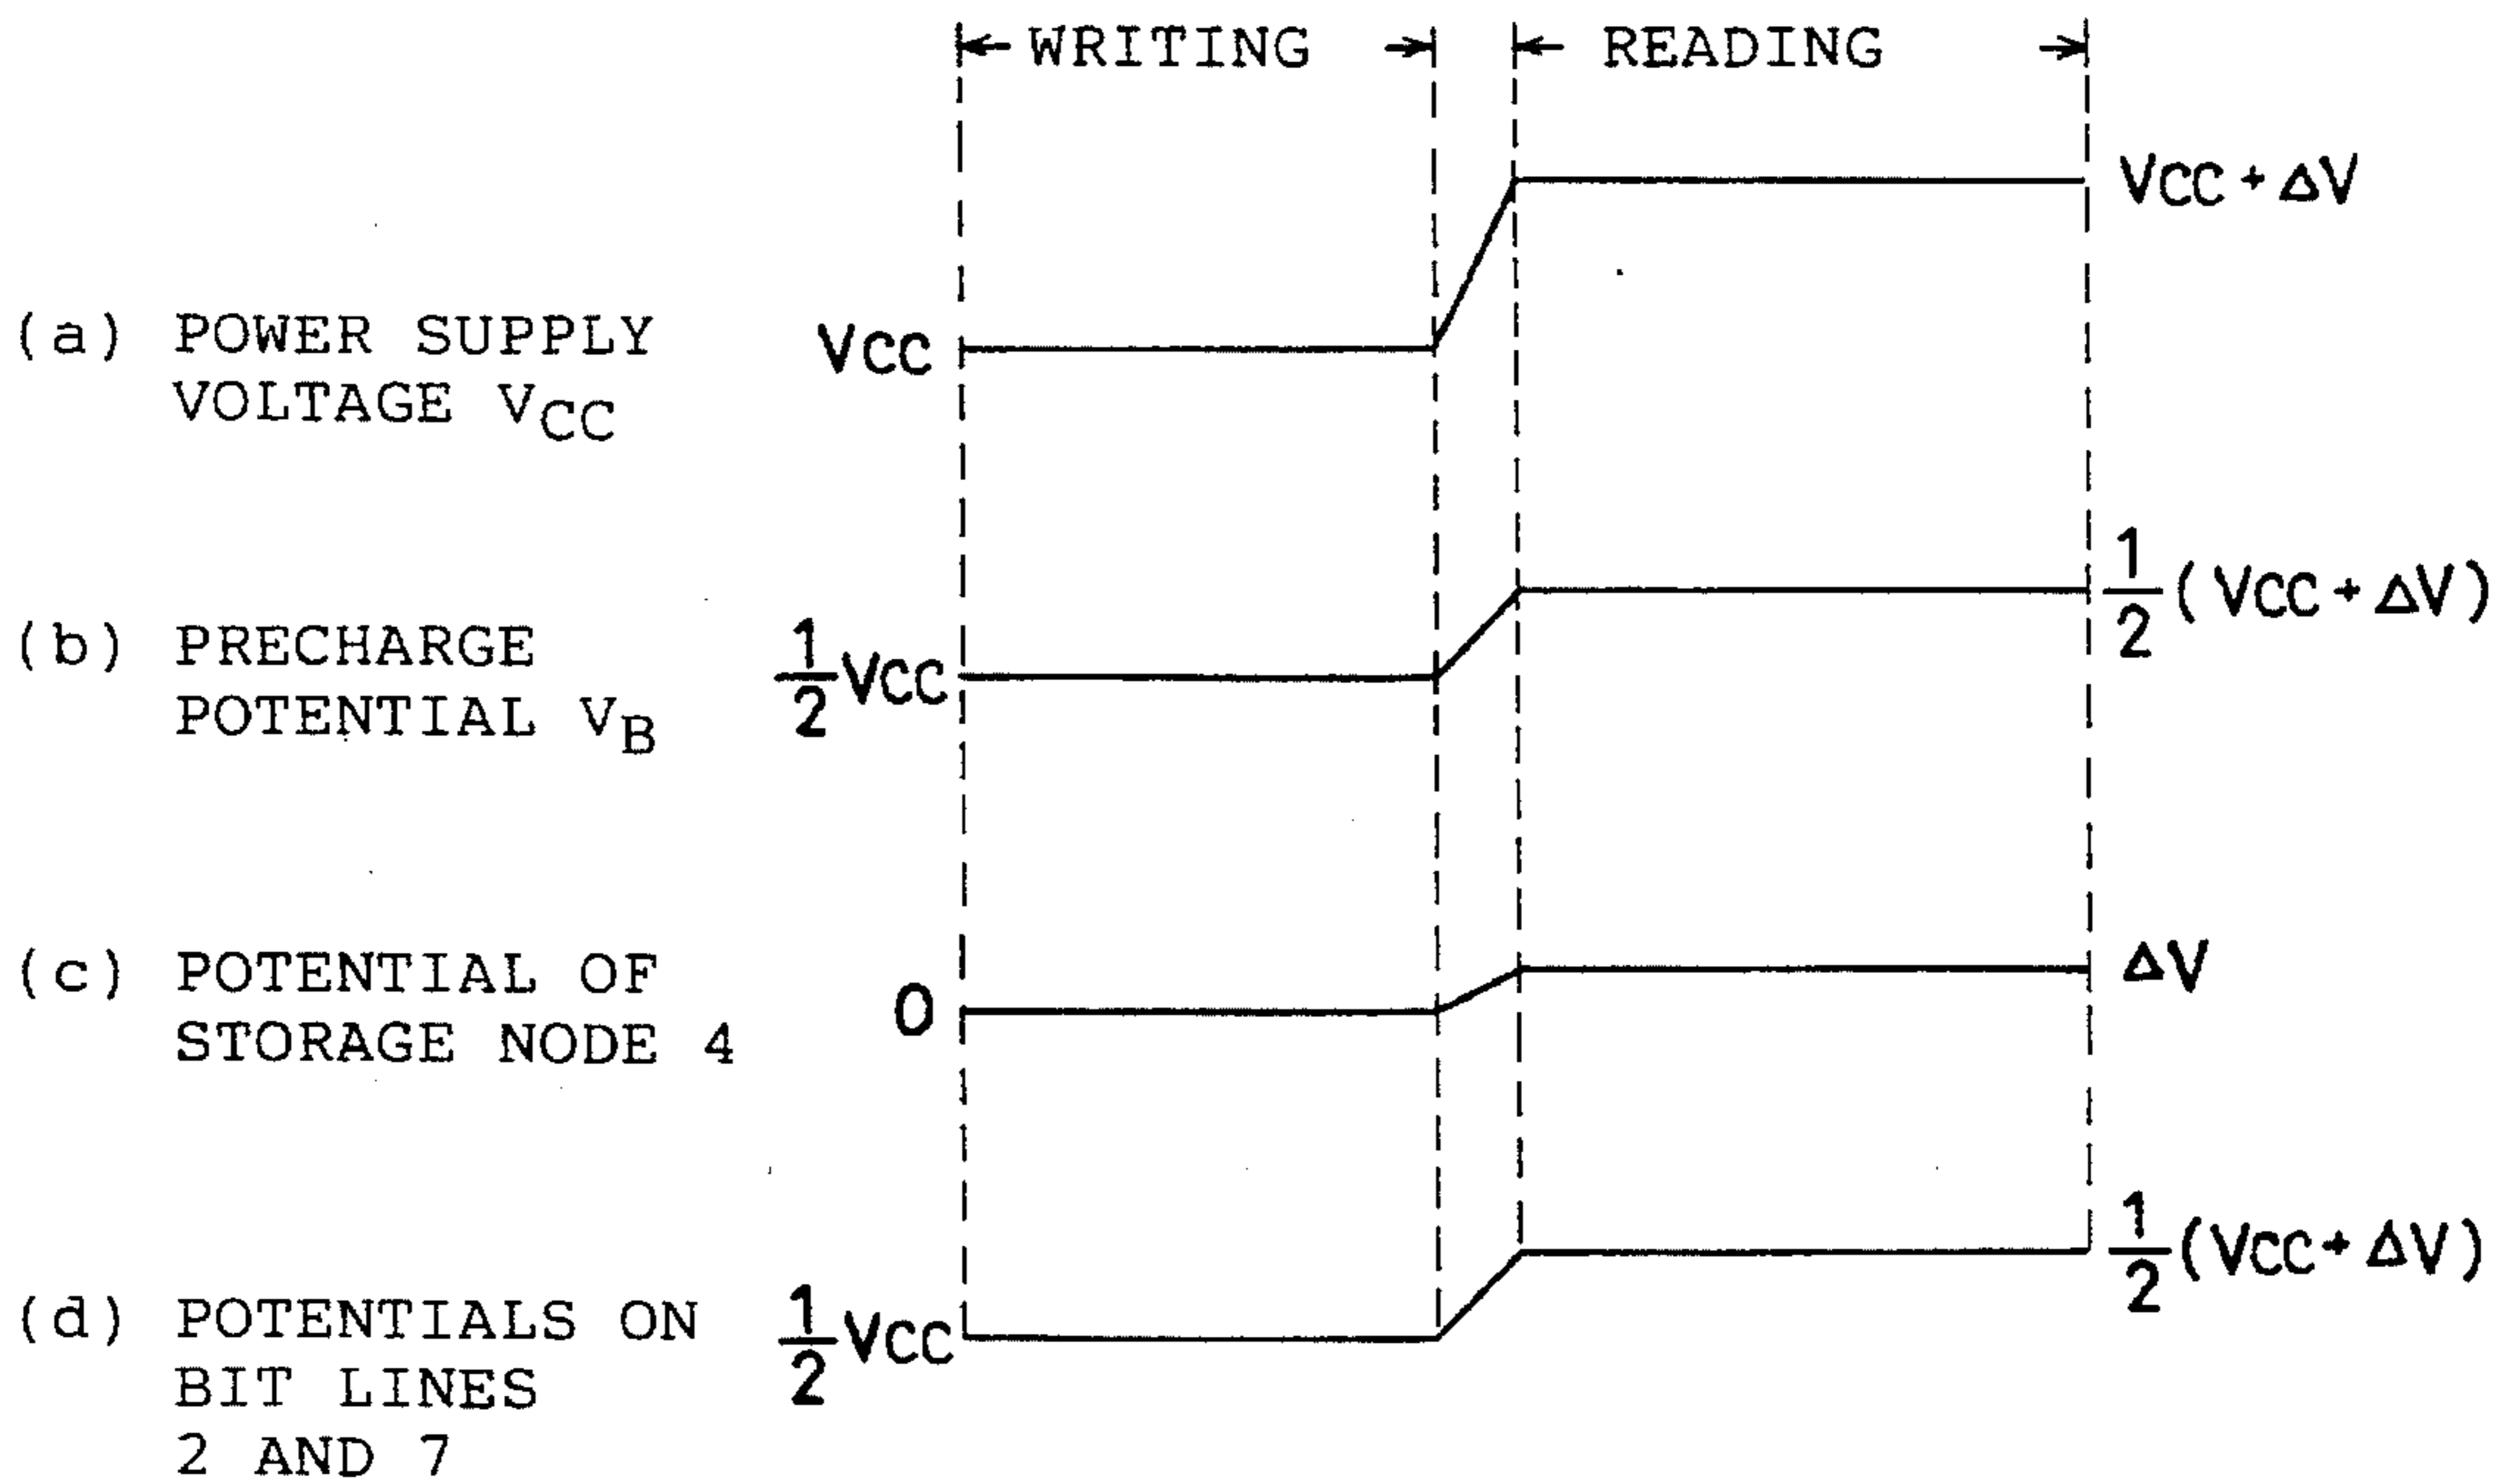 WRITING READING
VCC + ΔV
(a) POWER SUPPLY
VOLTAGE VCC
VCC
1/2 (VCC + ΔV)
(b) PRECHARGE
POTENTIAL VB
1/2 VCC
ΔV
(c) POTENTIAL OF
STORAGE NODE 4
0
1/2 (VCC + ΔV)
(d) POTENTIALS ON
BIT LINES
2 AND 7
1/2 VCC